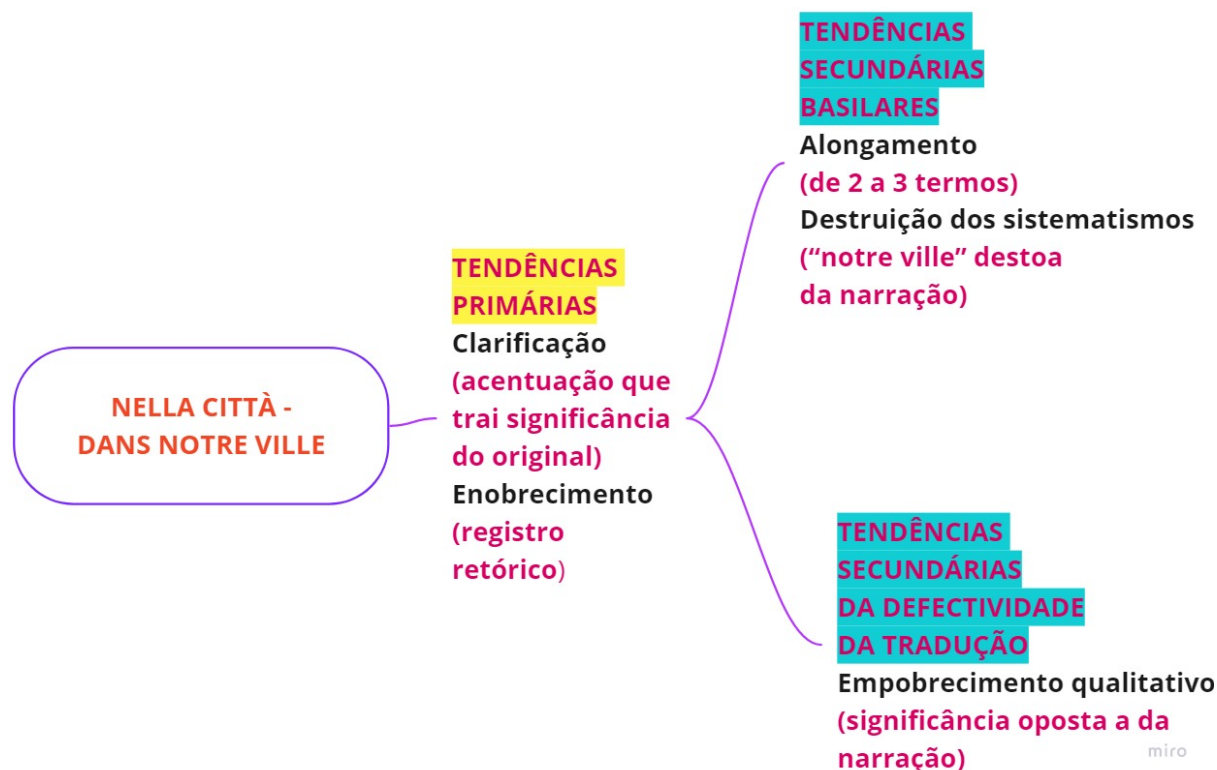 NELLA CITTÀ -
DANS NOTRE VILLE
TENDÊNCIAS
PRIMÁRIAS
Clarificação
(acentuação que
trai significância
do original)
Enobrecimento
(registro
retórico)
TENDÊNCIAS
SECUNDÁRIAS
BASILARES
Alongamento
(de 2 a 3 termos)
Destruição dos sistematismos
(“notre ville” destoa
da narração)
TENDÊNCIAS
SECUNDÁRIAS
DA DEFECTIVIDADE
DA TRADUÇÃO
Empobrecimento qualitativo
(significância oposta a da
narração)
miro